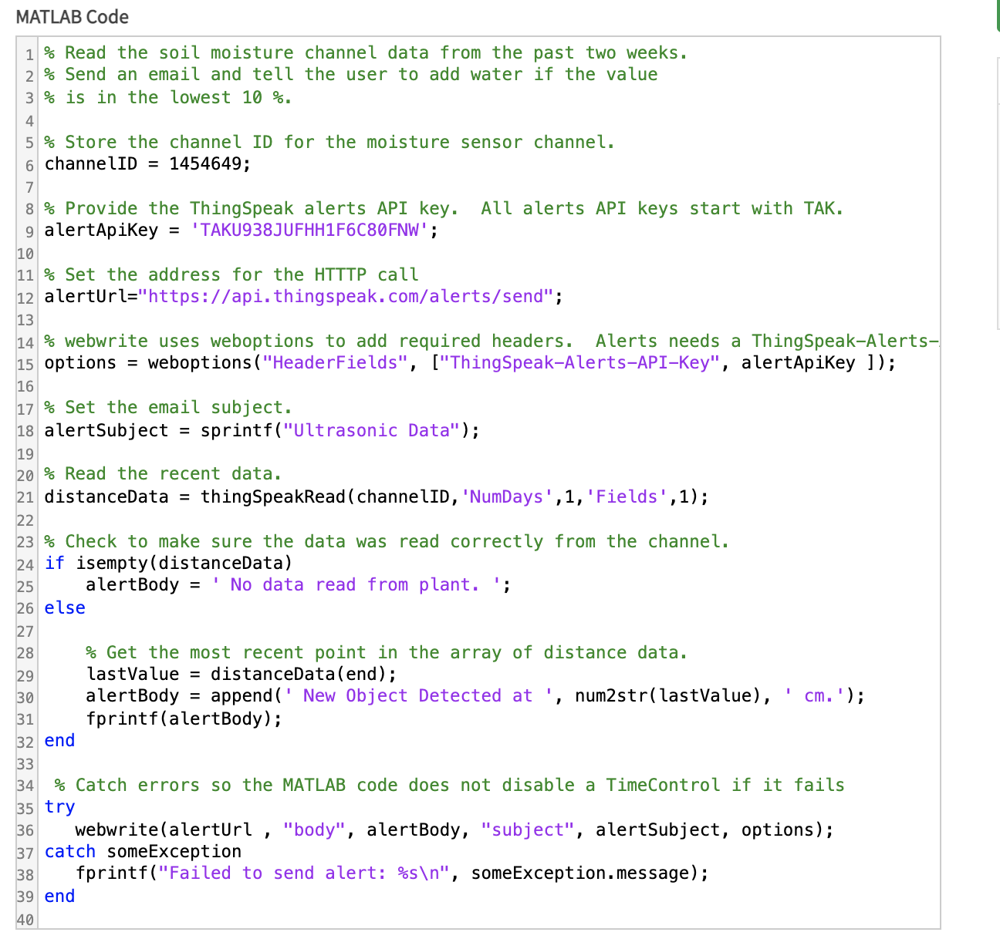 MATLAB Code
1 % Read the soil moisture channel data from the past two weeks.
2 % Send an email and tell the user to add water if the value
3 % is in the lowest 10 %.
4
5 % Store the channel ID for the moisture sensor channel.
6 channelID = 1454649;
7
8 % Provide the ThingSpeak alerts API key.  All alerts API keys start with TAK.
9 alertApiKey = 'TAKU938JUFHH1F6C80FNW';
10
11 % Set the address for the HTTTP call
12 alertUrl="https://api.thingspeak.com/alerts/send";
13
14 % webwrite uses weboptions to add required headers.  Alerts needs a ThingSpeak-Alerts-
15 options = weboptions("HeaderFields", ["ThingSpeak-Alerts-API-Key", alertApiKey ]);
16
17 % Set the email subject.
18 alertSubject = sprintf("Ultrasonic Data");
19
20 % Read the recent data.
21 distanceData = thingSpeakRead(channelID,'NumDays',1,'Fields',1);
22
23 % Check to make sure the data was read correctly from the channel.
24 if isempty(distanceData)
25     alertBody = ' No data read from plant. ';
26 else
27
28     % Get the most recent point in the array of distance data.
29     lastValue = distanceData(end);
30     alertBody = append(' New Object Detected at ', num2str(lastValue), ' cm.');
31     fprintf(alertBody);
32 end
33
34  % Catch errors so the MATLAB code does not disable a TimeControl if it fails
35 try
36    webwrite(alertUrl , "body", alertBody, "subject", alertSubject, options);
37 catch someException
38    fprintf("Failed to send alert: %s\n", someException.message);
39 end
40